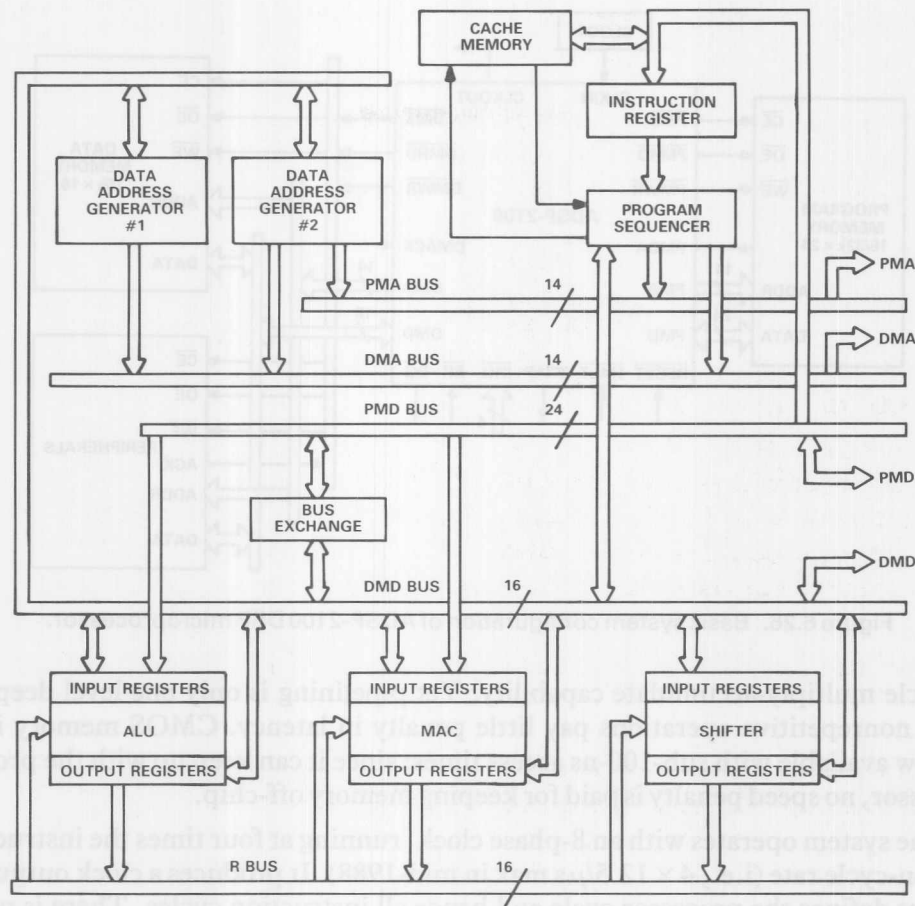 CACHE
MEMORY
INSTRUCTION
REGISTER
DATA
ADDRESS
GENERATOR
#1
DATA
ADDRESS
GENERATOR
#2
PROGRAM
SEQUENCER
PMA BUS 14
PMA
DMA BUS 14
DMA
PMD BUS 24
PMD
BUS
EXCHANGE
DMD BUS 16
DMD
INPUT REGISTERS
ALU
OUTPUT REGISTERS
INPUT REGISTERS
MAC
OUTPUT REGISTERS
INPUT REGISTERS
SHIFTER
OUTPUT REGISTERS
R BUS 16